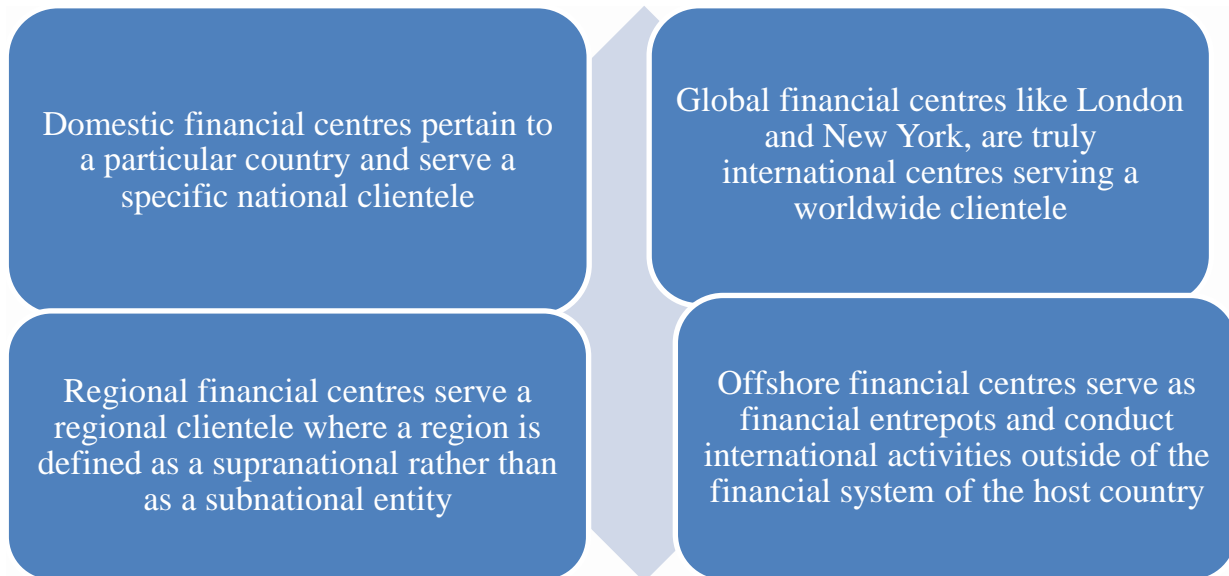 Domestic financial centres pertain to
a particular country and serve a
specific national clientele
Global financial centres like London
and New York, are truly
international centres serving a
worldwide clientele
Regional financial centres serve a
regional clientele where a region is
defined as a supranational rather than
as a subnational entity
Offshore financial centres serve as
financial entrepots and conduct
international activities outside of the
financial system of the host country